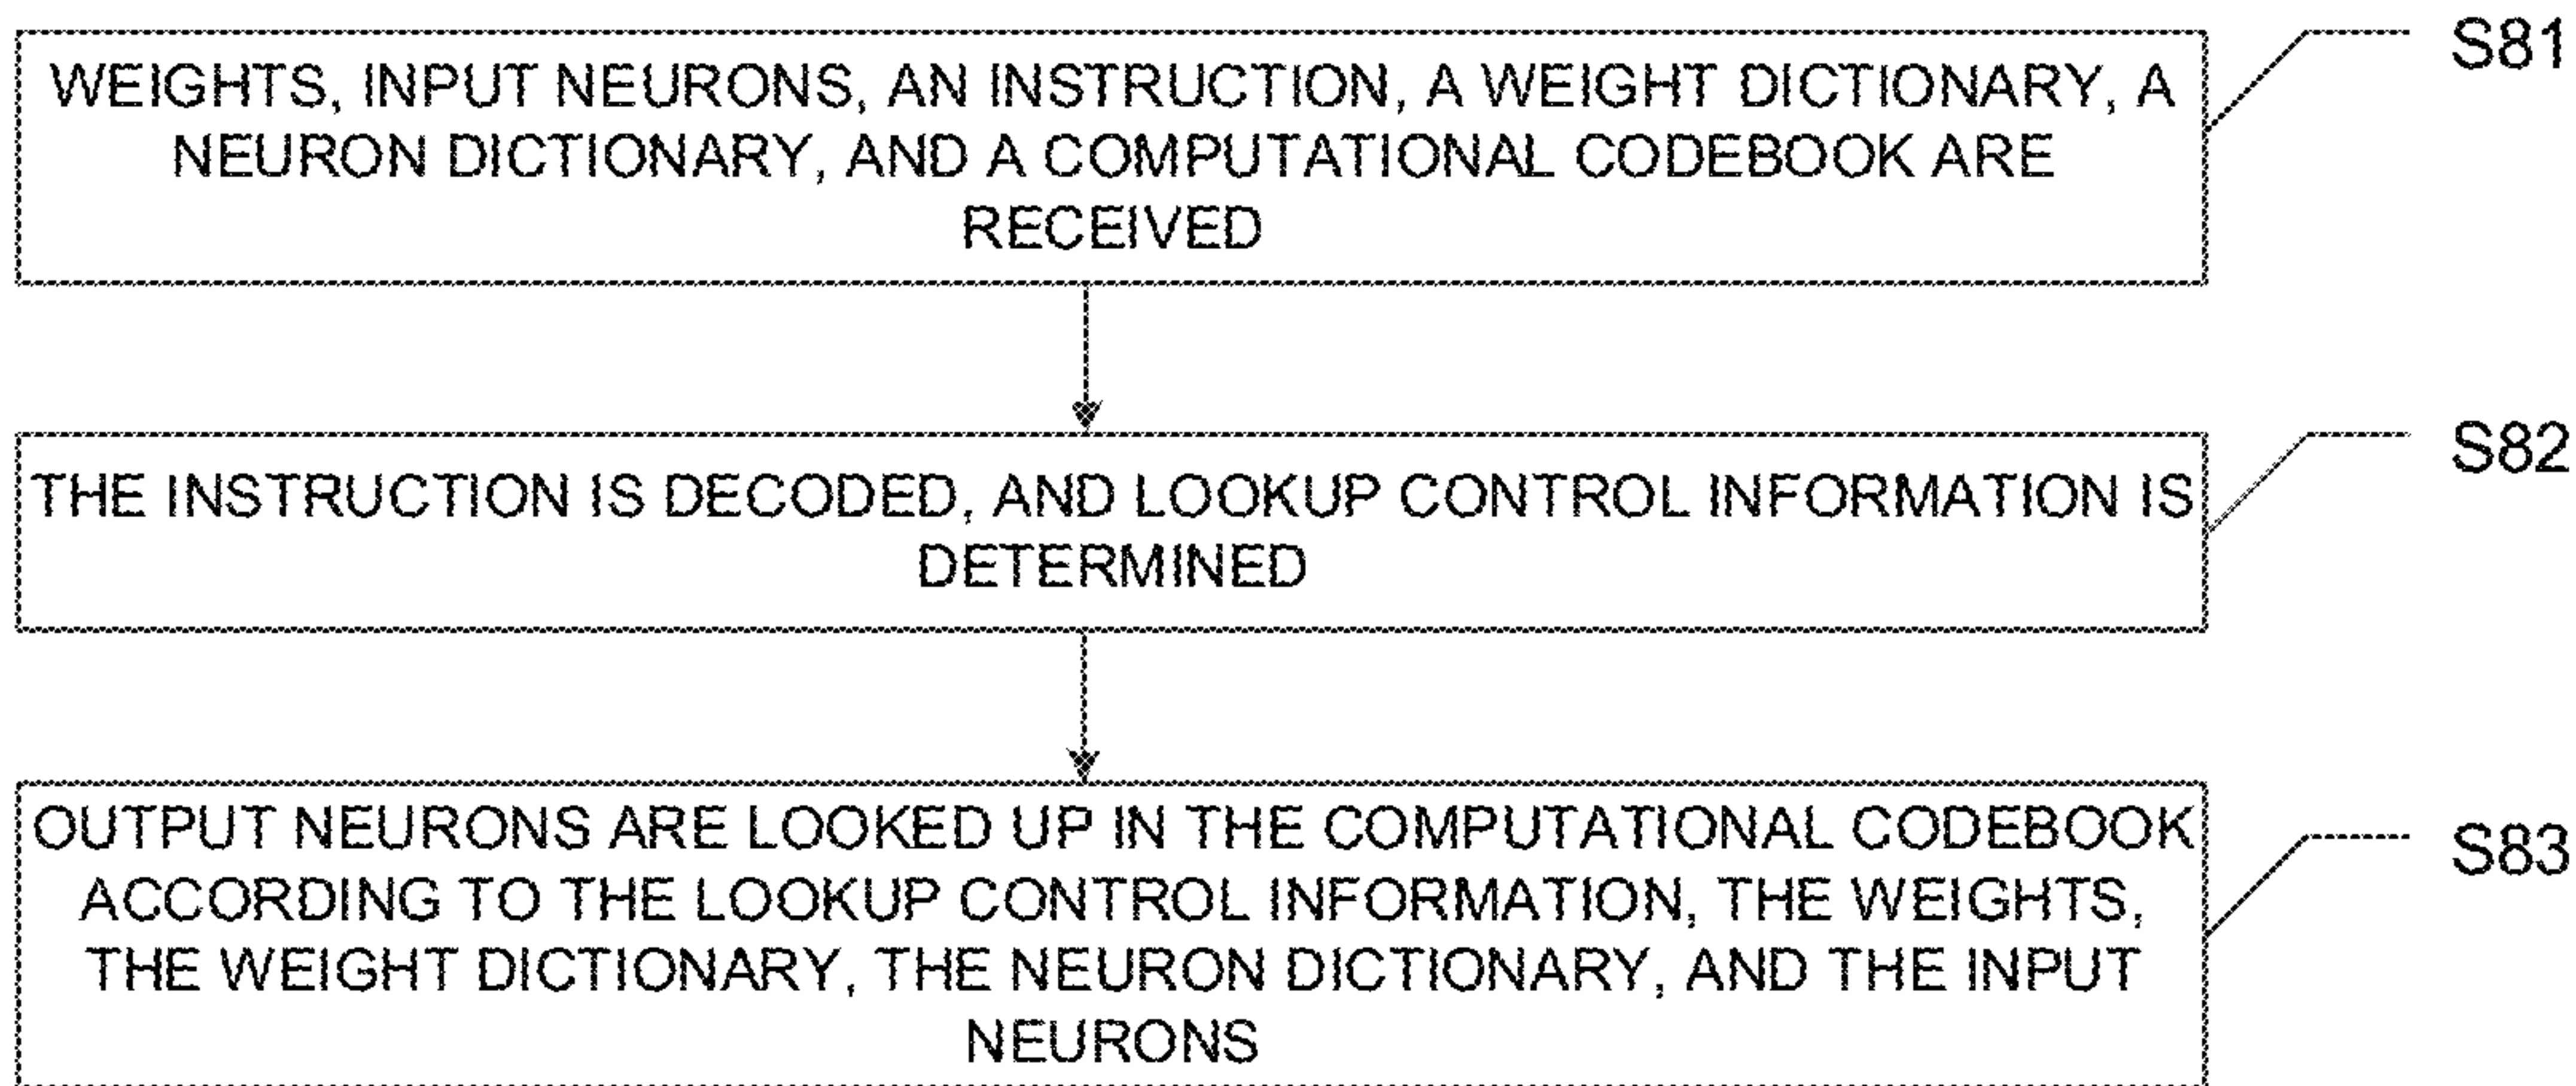 S81
WEIGHTS, INPUT NEURONS, AN INSTRUCTION, A WEIGHT DICTIONARY, A
NEURON DICTIONARY, AND A COMPUTATIONAL CODEBOOK ARE
RECEIVED
S82
THE INSTRUCTION IS DECODED, AND LOOKUP CONTROL INFORMATION IS
DETERMINED
S83
OUTPUT NEURONS ARE LOOKED UP IN THE COMPUTATIONAL CODEBOOK
ACCORDING TO THE LOOKUP CONTROL INFORMATION, THE WEIGHTS,
THE WEIGHT DICTIONARY, THE NEURON DICTIONARY, AND THE INPUT
NEURONS